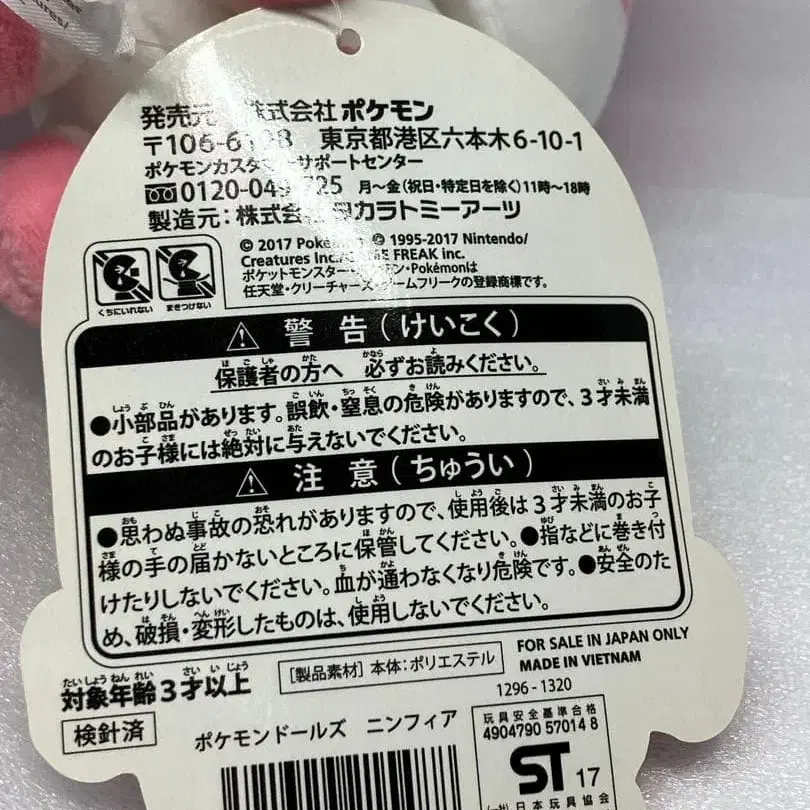 発売元 株式会社 ポケモン
〒106-6 東京都港区六本木6-10-1
ポケモンカスタマーサポートセンター
0120-049-725 月～金(祝日・特定日を除く)11時～18時
製造元：株式会社 カラトミーアーツ
© 2017 Pokémon © 1995-2017 Nintendo/
Creatures Inc./GAME FREAK inc.
ポケットモンスター・ポケモン・Pokémonは
任天堂・クリーチャーズ・ゲームフリークの登録商標です。
くちにいれない まきつけない
警告(けいこく)
保護者の方へ 必ずお読みください。
●小部品があります。誤飲・窒息の危険がありますので、3才未満
のお子様には絶対に与えないでください。
注意(ちゅうい)
●思わぬ事故の恐れがありますので、使用後は3才未満のお子
様の手の届かないところに保管してください。●指などに巻き付
けたりしないでください。血が通わなくなり危険です。●安全のた
め、破損・変形したものは、使用しないでください。
対象年齢3才以上
[製品素材]本体：ポリエステル
FOR SALE IN JAPAN ONLY
MADE IN VIETNAM
1296-1320
検針済
ポケモンドールズ ニンフィア
玩具安全基準合格
4904790 57014 8
ST 17
日本玩具協会